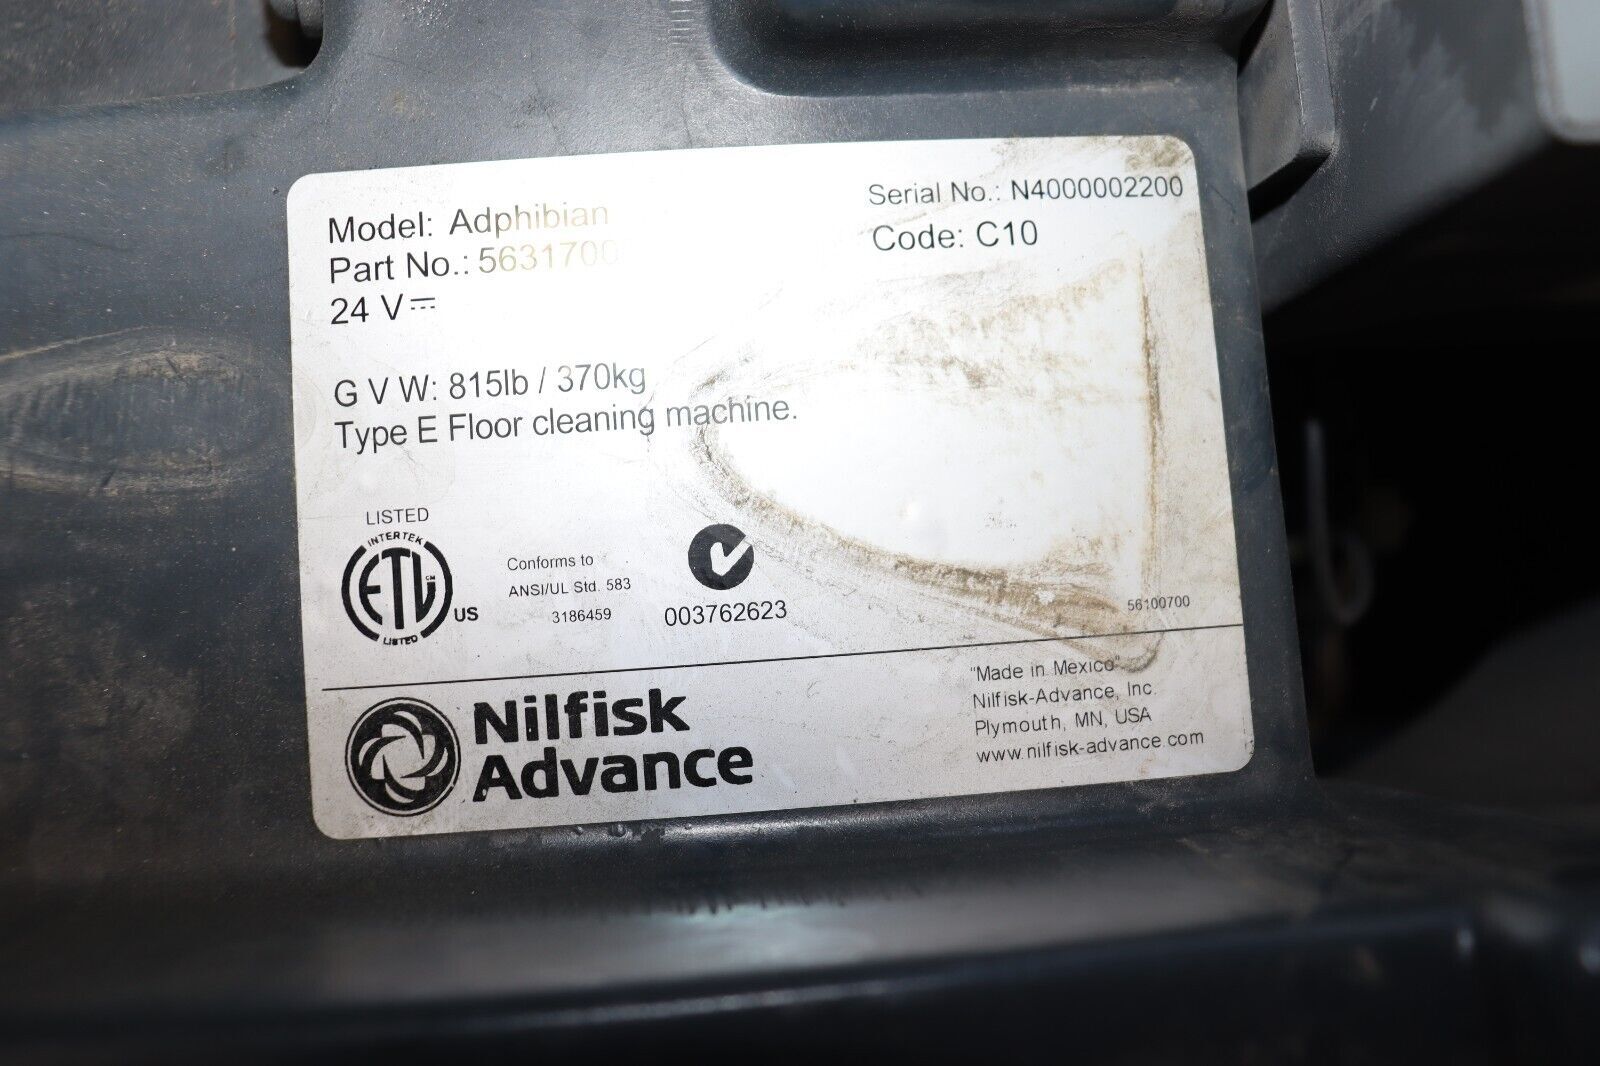 Model: Adphibian
Serial No.: N4000002200
Part No.: 5631700
Code: C10
24 V⎓
G V W: 815lb / 370kg
Type E Floor cleaning machine.
LISTED
INTERTEK
ETL
CM
US
LISTED
Conforms to
ANSI/UL Std. 583
3186459
003762623
56100700
Nilfisk
Advance
"Made in Mexico"
Nilfisk-Advance, Inc.
Plymouth, MN, USA
www.nilfisk-advance.com